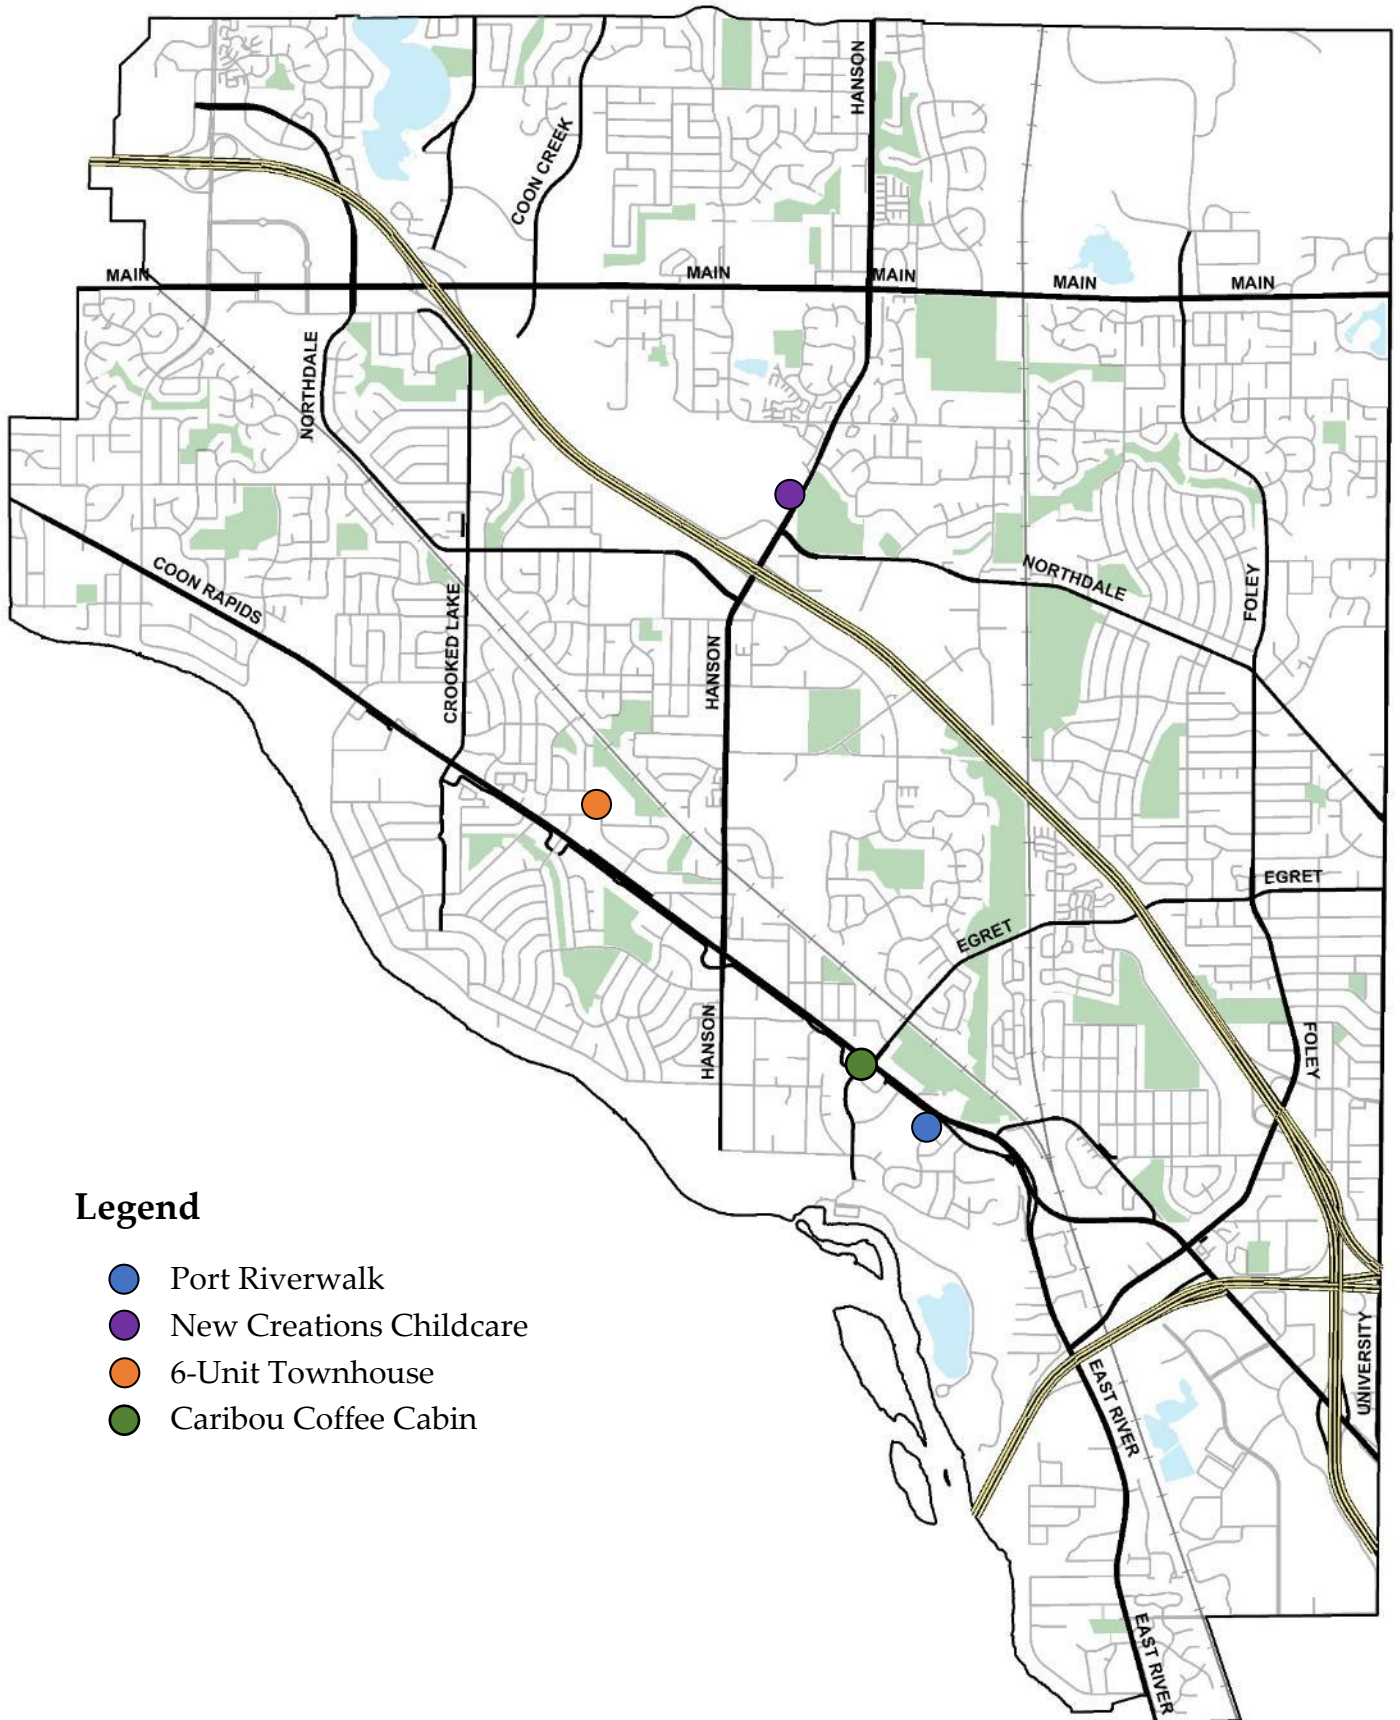 HANSON
COON CREEK
MAIN
MAIN
MAIN
MAIN
MAIN
NORTHDALE
COON RAPIDS
CROOKED LAKE
NORTHDALE
FOLEY
HANSON
EGRET
EGRET
HANSON
FOLEY
Legend
Port Riverwalk
New Creations Childcare
6-Unit Townhouse
Caribou Coffee Cabin
UNIVERSITY
EAST RIVER
EAST RIVER